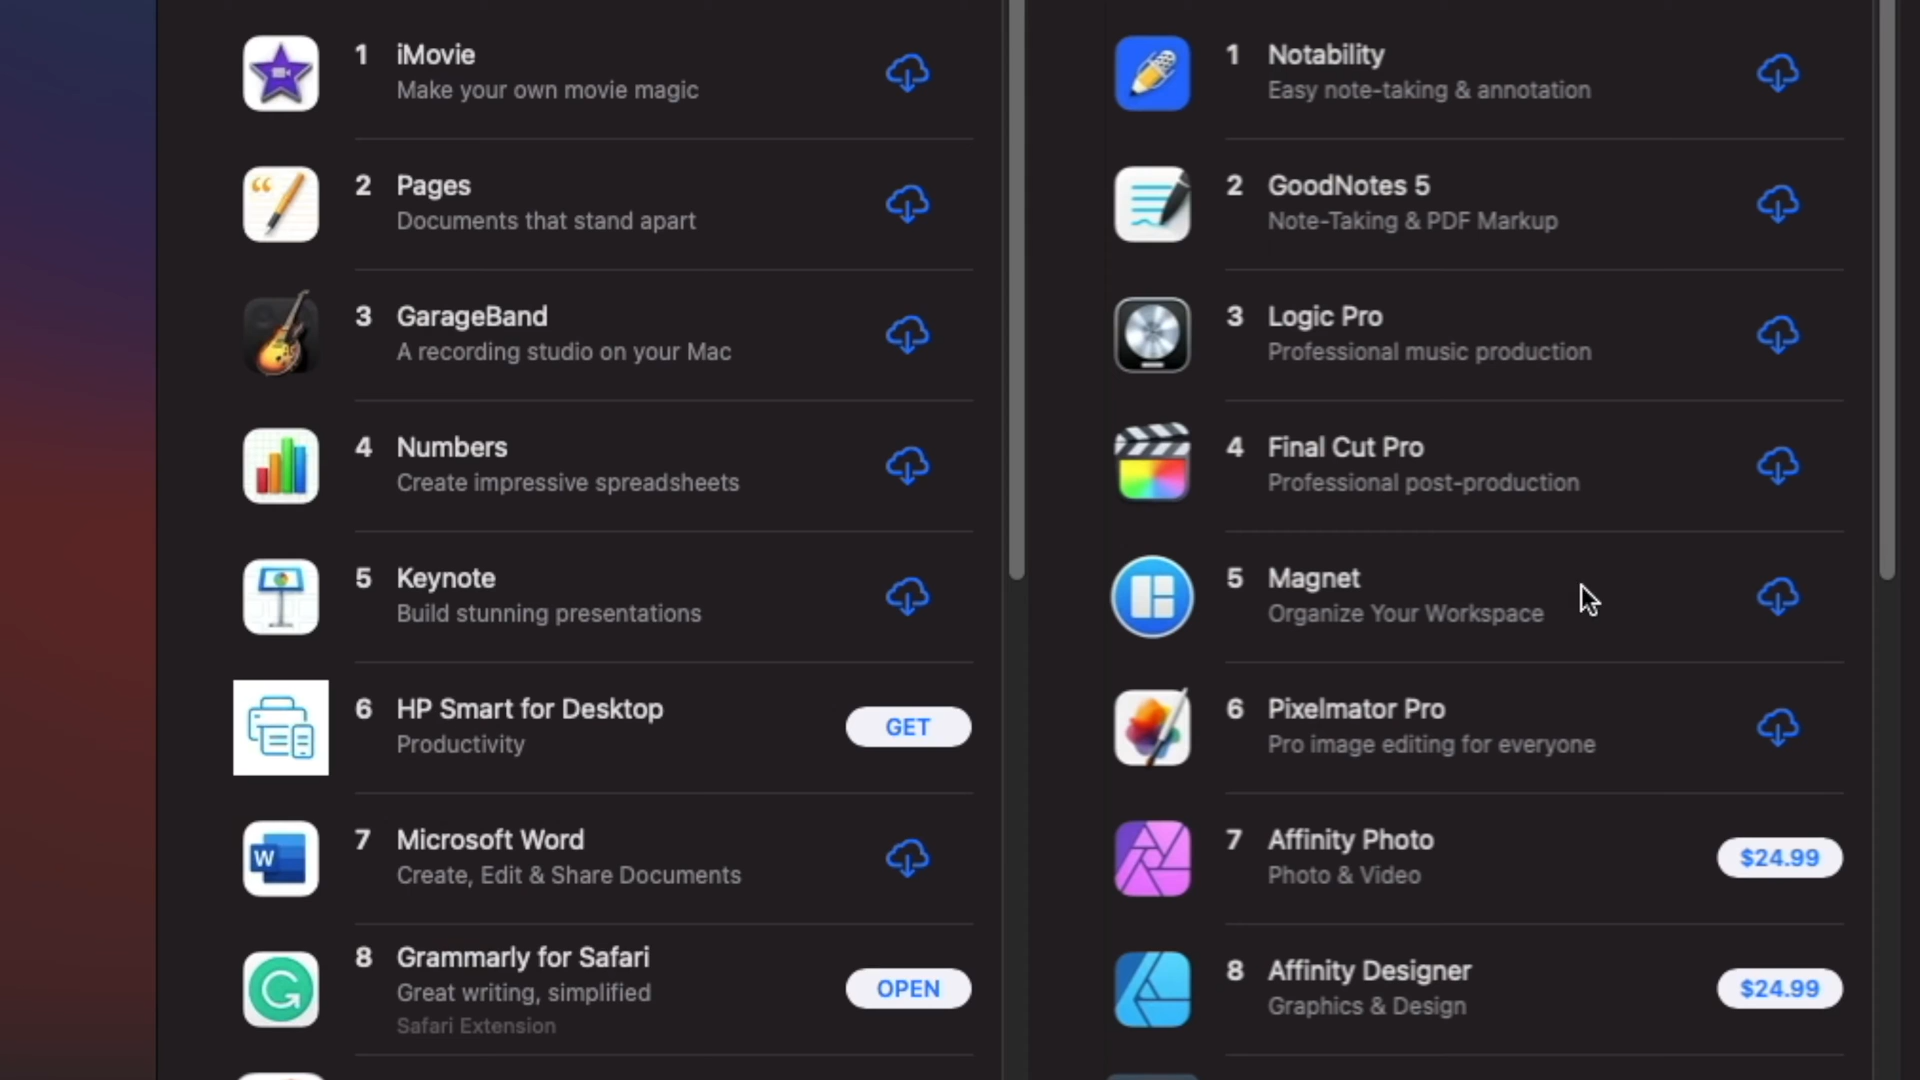 1 iMovie
Make your own movie magic
2 Pages
Documents that stand apart
3 GarageBand
A recording studio on your Mac
4 Numbers
Create impressive spreadsheets
5 Keynote
Build stunning presentations
6 HP Smart for Desktop
Productivity
GET
7 Microsoft Word
Create, Edit & Share Documents
W
8 Grammarly for Safari
Great writing, simplified
Safari Extension
OPEN
1 Notability
Easy note-taking & annotation
2 GoodNotes 5
Note-Taking & PDF Markup
3 Logic Pro
Professional music production
4 Final Cut Pro
Professional post-production
5 Magnet
Organize Your Workspace
6 Pixelmator Pro
Pro image editing for everyone
7 Affinity Photo
Photo & Video
$24.99
8 Affinity Designer
Graphics & Design
$24.99